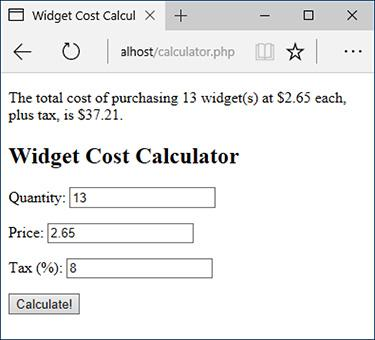 Widget Cost Calcul
alhost/calculator.php
The total cost of purchasing 13 widget(s) at $2.65 each,
plus tax, is $37.21.
Widget Cost Calculator
Quantity: 13
Price: 2.65
Tax (%): 8
Calculate!